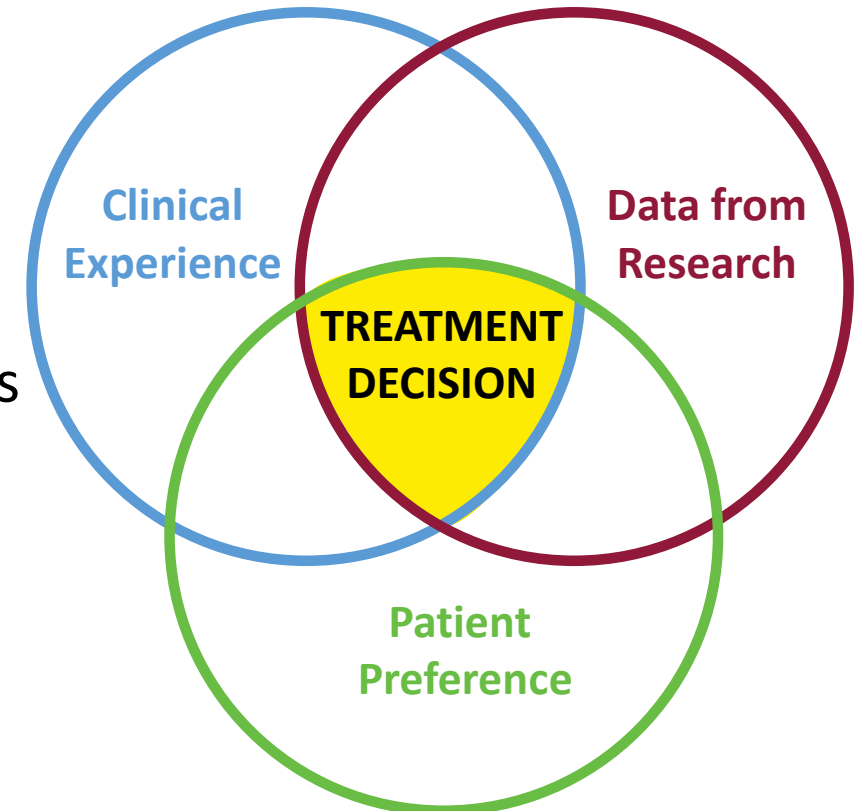 Clinical
Experience
Data from
Research
TREATMENT
DECISION
s
Patient
Preference